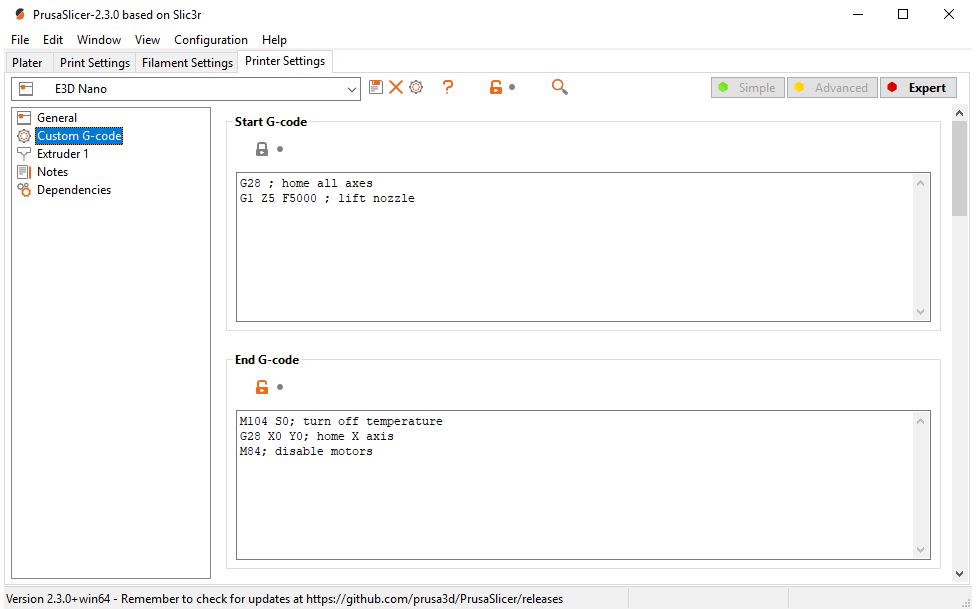 PrusaSlicer-2.3.0 based on Slic3r
File Edit Window View Configuration Help
Plater Print Settings Filament Settings Printer Settings
E3D Nano ? Simple Advanced Expert
General
Custom G-code
Extruder 1
Notes
Dependencies
Start G-code
G28 ; home all axes
G1 Z5 F5000 ; lift nozzle
End G-code
M104 S0; turn off temperature
G28 X0 Y0; home X axis
M84; disable motors
Version 2.3.0+win64 - Remember to check for updates at https://github.com/prusa3d/PrusaSlicer/releases